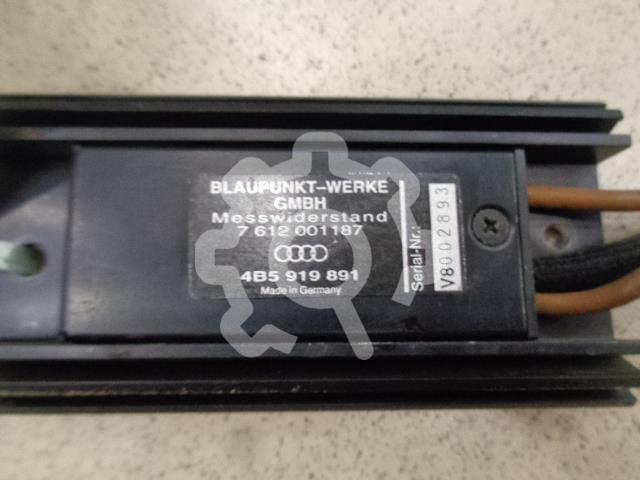 BLAUPUNKT-WERKE
GMBH
Messwiderstand
7 612 001187
4B5 919 891
Made in Germany
Serial-Nr.:
V8002893